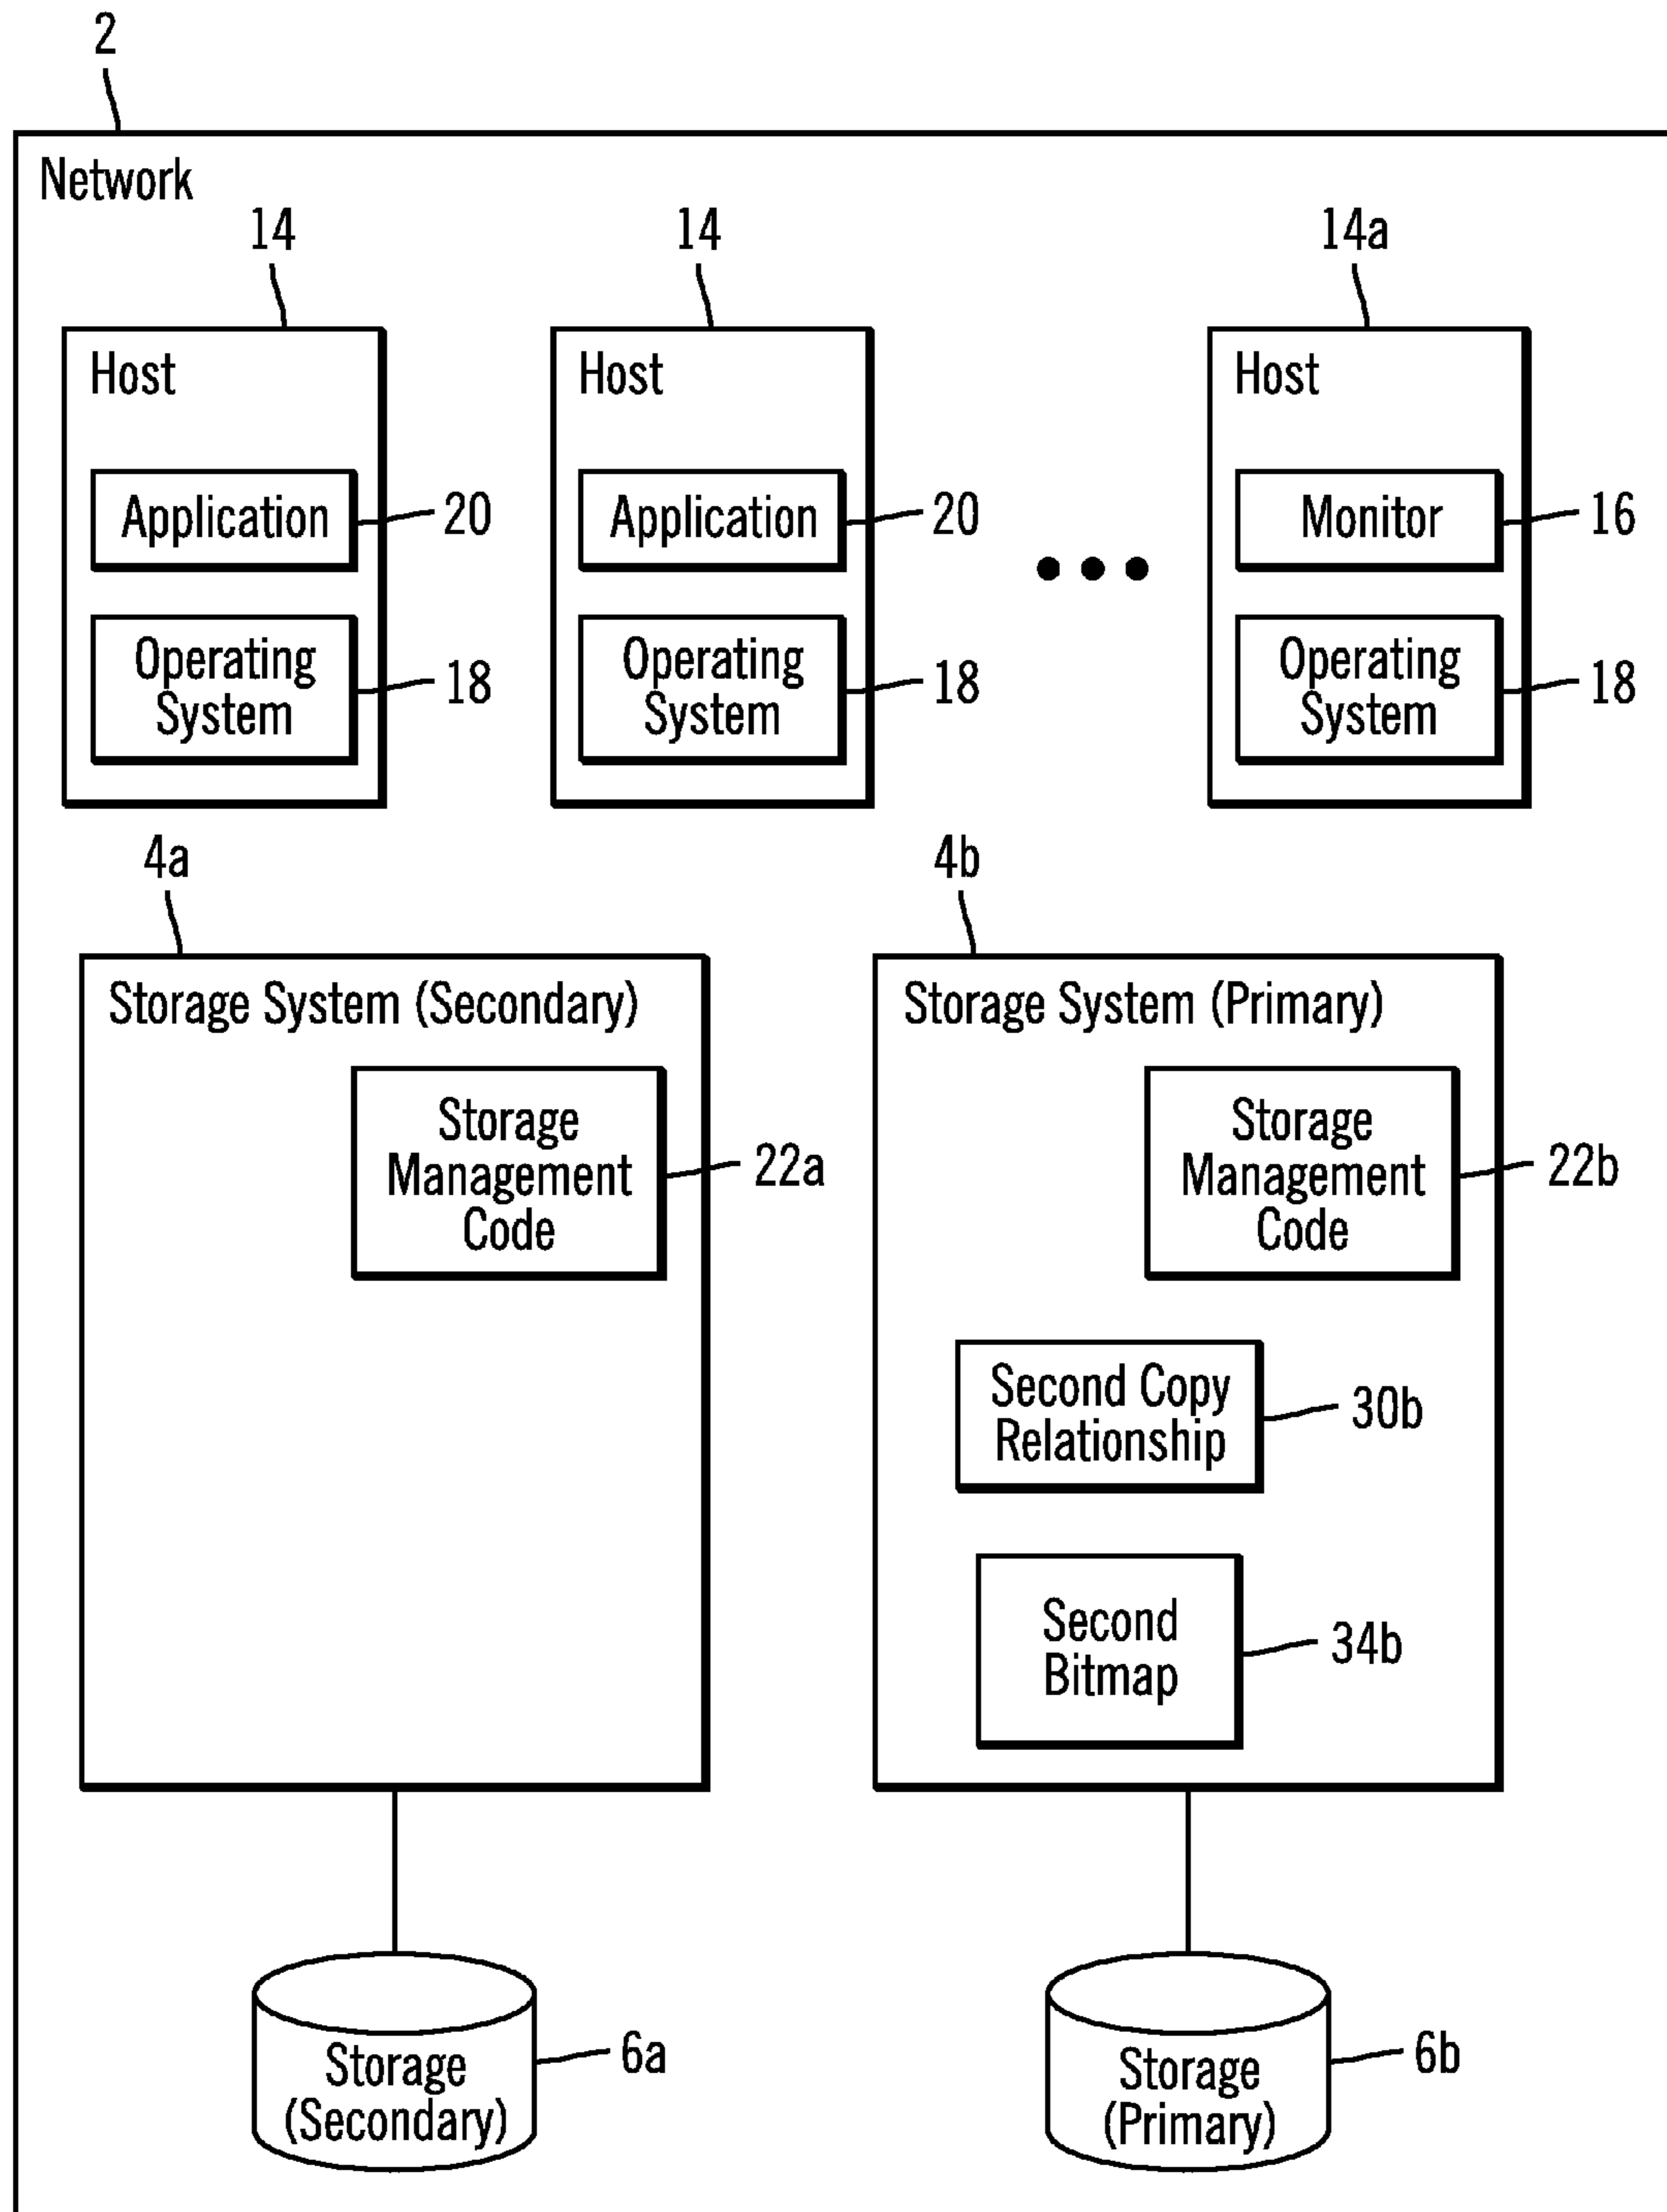 2
Network
14
14
14a
Host
Host
Host
Application
20
Application
20
Monitor
16
Operating
System
18
Operating
System
18
Operating
System
18
4a
4b
Storage System (Secondary)
Storage System (Primary)
Storage
Management
Code
22a
Storage
Management
Code
22b
Second Copy
Relationship
30b
Second
Bitmap
34b
Storage
(Secondary)
6a
Storage
(Primary)
6b